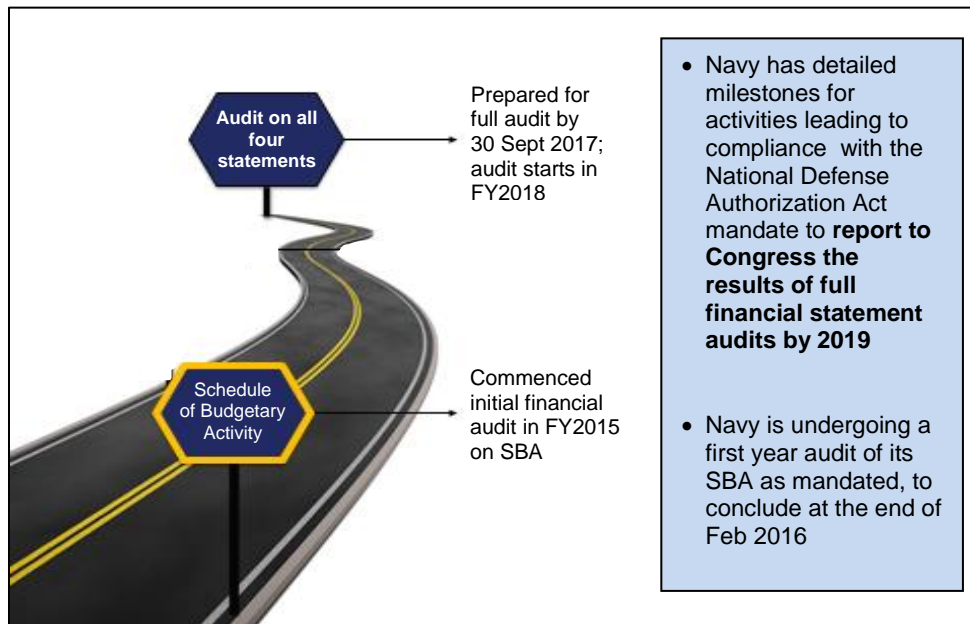 Audit on all
four
statements
Prepared for
full audit by
30 Sept 2017;
audit starts in
FY2018
Schedule
of Budgetary
Activity
Commenced
initial financial
audit in FY2015
on SBA
• Navy has detailed
milestones for
activities leading to
compliance with the
National Defense
Authorization Act
mandate to report to
Congress the
results of full
financial statement
audits by 2019
• Navy is undergoing a
first year audit of its
SBA as mandated, to
conclude at the end of
Feb 2016